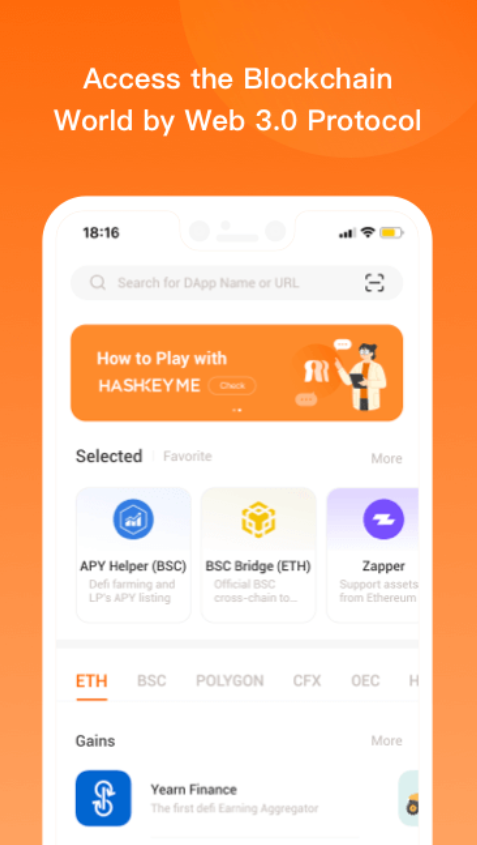 Access the Blockchain
World by Web 3.0 Protocol
18:16
Search for DApp Name or URL
How to Play with
HASHKEY ME Check
Selected Favorite More
APY Helper (BSC)
Defi farming and
LP's APY listing
BSC Bridge (ETH)
Official BSC
cross-chain to...
Zapper
Support assets
from Ethereum
ETH BSC POLYGON CFX OEC H
Gains More
Yearn Finance
The first defi Earning Aggregator